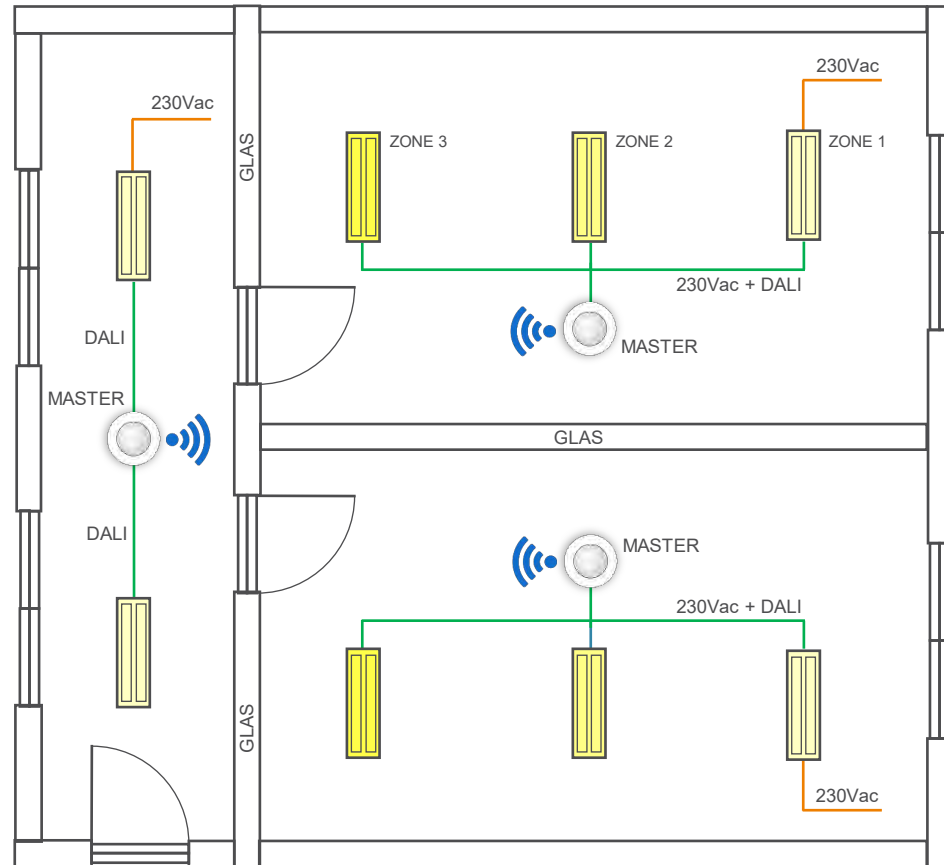 230Vac
230Vac
GLAS
ZONE 3
ZONE 2
ZONE 1
230Vac + DALI
DALI
MASTER
MASTER
GLAS
DALI
MASTER
230Vac + DALI
GLAS
230Vac